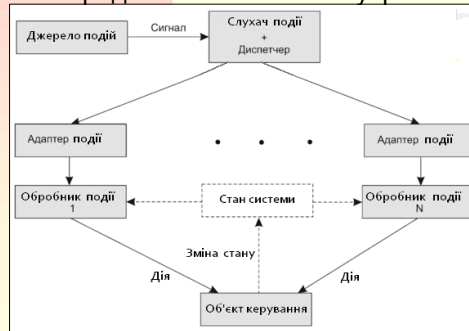 Джерело подій
Сигнал
Слухач події
+
Диспетчер
Адаптер події
. . .
Адаптер події
Обробник події
1
Стан системи
Обробник події
N
Зміна стану
Дія
Дія
Об'єкт керування